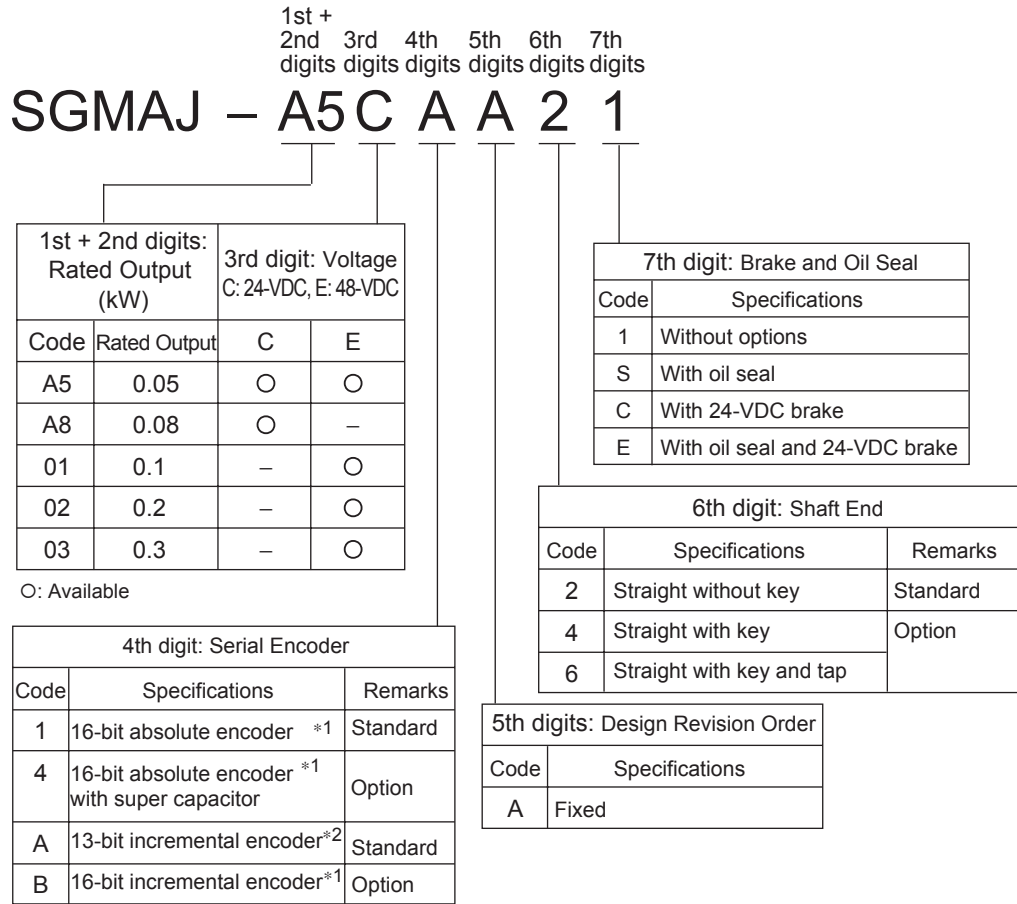 1st +
2nd 3rd 4th 5th 6th 7th
digits digits digits digits digits digits
SGMAJ – A5 C A A 2 1
1st + 2nd digits:
Rated Output
(kW)
3rd digit: Voltage
C: 24-VDC, E: 48-VDC
Code Rated Output C E
A5 0.05 ○ ○
A8 0.08 ○ –
01 0.1 – ○
02 0.2 – ○
03 0.3 – ○
○: Available
7th digit: Brake and Oil Seal
Code Specifications
1 Without options
S With oil seal
C With 24-VDC brake
E With oil seal and 24-VDC brake
6th digit: Shaft End
Code Specifications Remarks
2 Straight without key Standard
4 Straight with key Option
6 Straight with key and tap
4th digit: Serial Encoder
Code Specifications Remarks
1 16-bit absolute encoder *1 Standard
4 16-bit absolute encoder *1
with super capacitor Option
A 13-bit incremental encoder*2 Standard
B 16-bit incremental encoder*1 Option
5th digits: Design Revision Order
Code Specifications
A Fixed